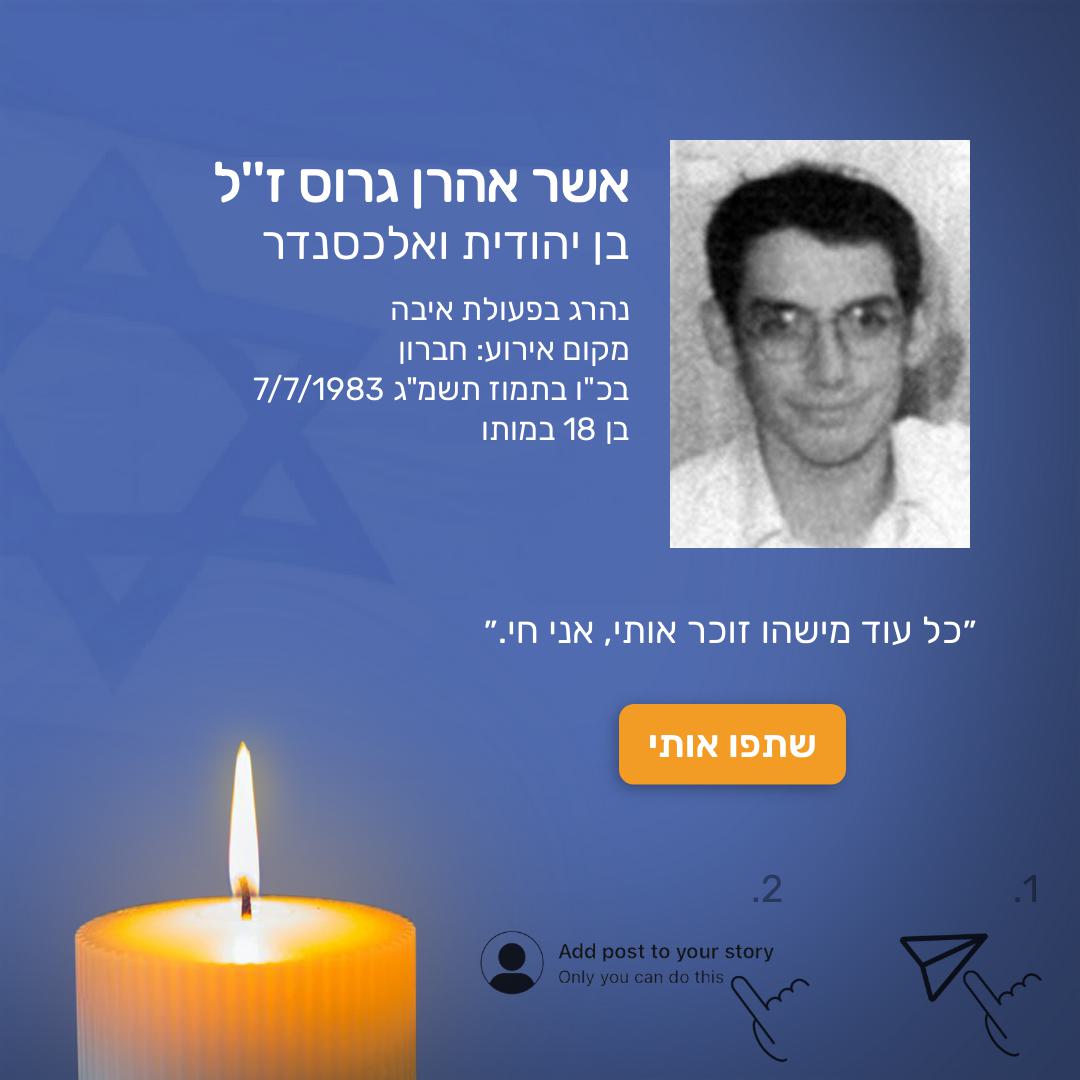 אשר אהרן גרוס ז"ל
בן יהודית ואלכסנדר
נהרג בפעולת איבה
מקום אירוע: חברון
בכ"ו בתמוז תשמ"ג 7/7/1983
בן 18 במותו
״כל עוד מישהו זוכר אותי, אני חי.״
שתפו אותי
1.
2.
Add post to your story
Only you can do this